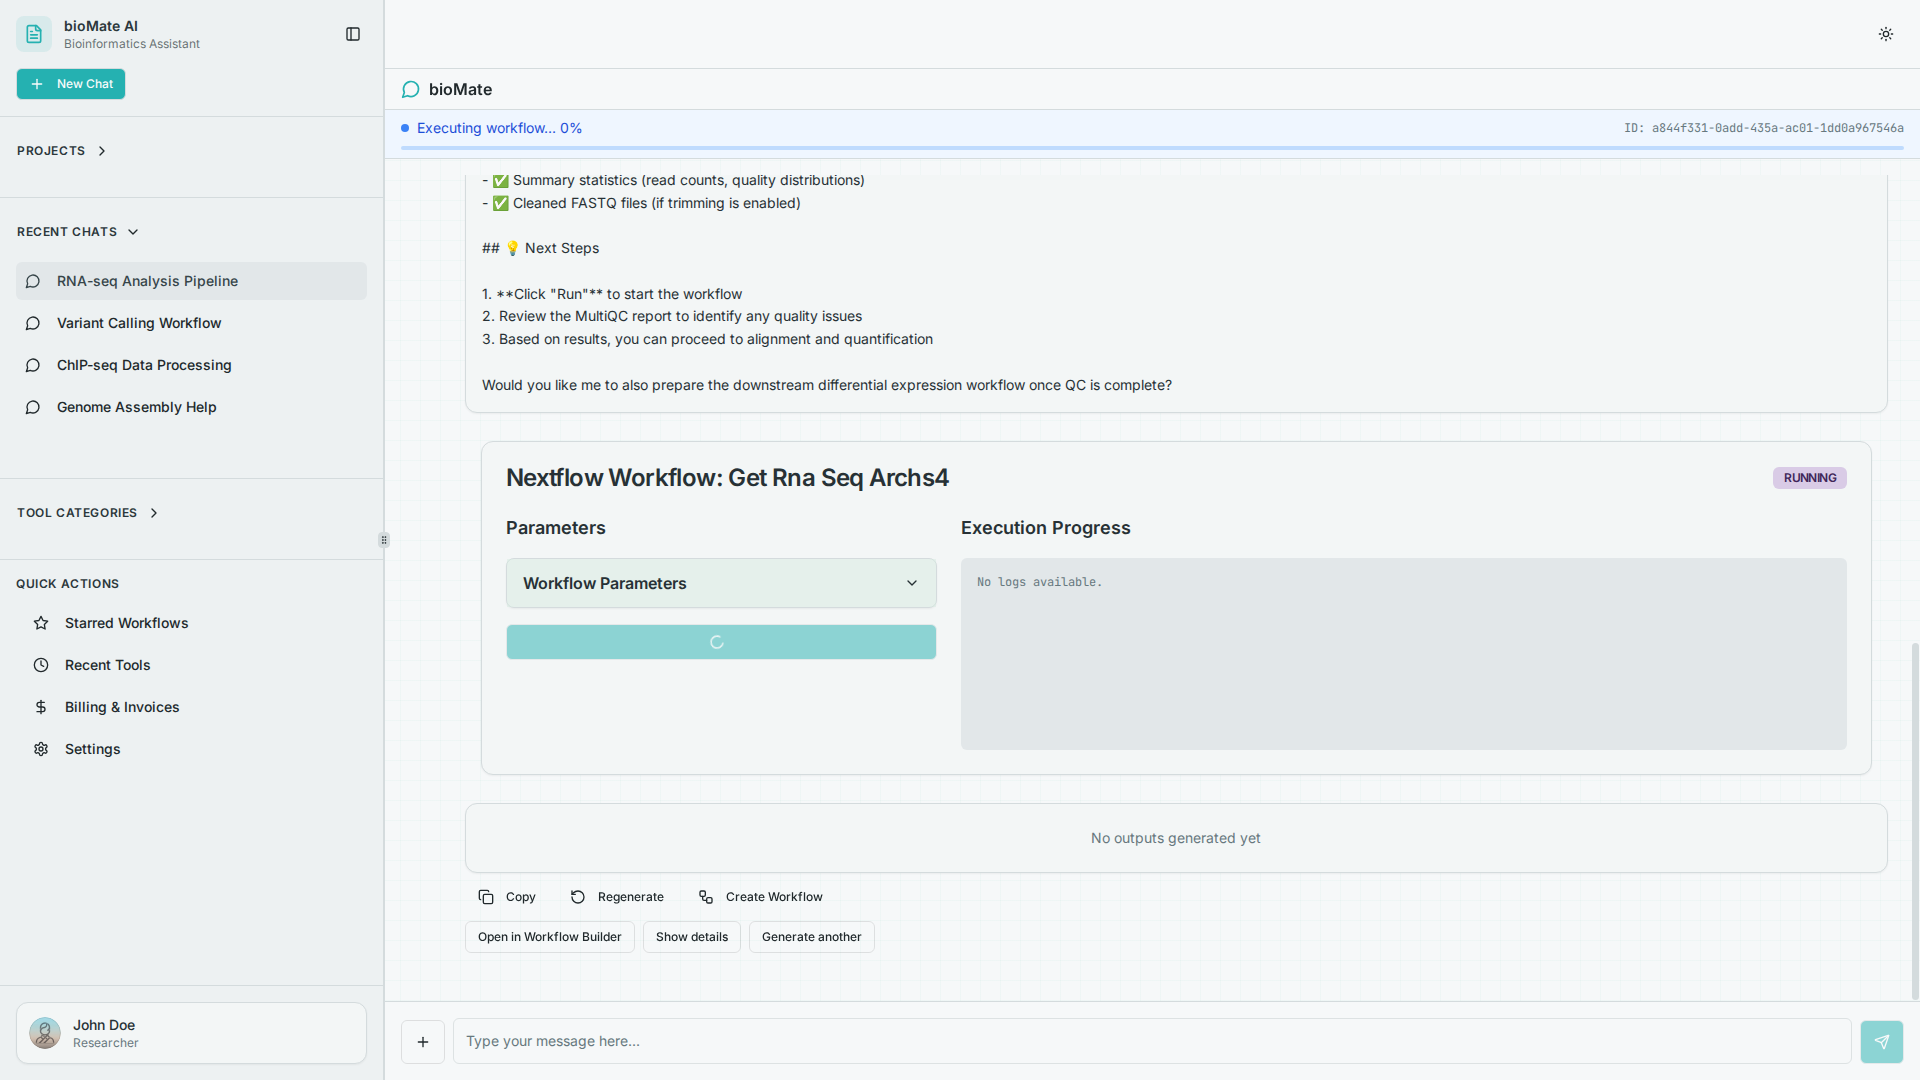 bioMate AI
Bioinformatics Assistant
New Chat
PROJECTS
RECENT CHATS
RNA-seq Analysis Pipeline
Variant Calling Workflow
ChIP-seq Data Processing
Genome Assembly Help
TOOL CATEGORIES
QUICK ACTIONS
Starred Workflows
Recent Tools
Billing & Invoices
Settings
John Doe
Researcher
bioMate
Executing workflow... 0%
ID: a844f331-0add-435a-ac01-1dd0a967546a
- ✅ Summary statistics (read counts, quality distributions)
- ✅ Cleaned FASTQ files (if trimming is enabled)
## 💡 Next Steps
1. **Click "Run"** to start the workflow
2. Review the MultiQC report to identify any quality issues
3. Based on results, you can proceed to alignment and quantification
Would you like me to also prepare the downstream differential expression workflow once QC is complete?
Nextflow Workflow: Get Rna Seq Archs4
RUNNING
Parameters
Workflow Parameters
Execution Progress
No logs available.
No outputs generated yet
Copy
Regenerate
Create Workflow
Open in Workflow Builder
Show details
Generate another
Type your message here...